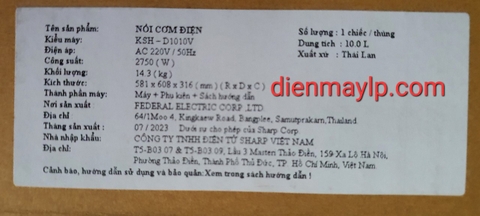 Tên sản phẩm: NỒI CƠM ĐIỆN Số lượng : 1 chiếc / thùng
Kiểu máy: KSH - D1010V Dung tích : 10.0 L
Điện áp: AC 220V / 50Hz Xuất xứ : Thái Lan
Công suất: 2750 ( W )
Khối lượng: 14.3 ( kg )
dienmaylp.com
Kích thước: 581 x 608 x 316 ( mm ) ( R x D x C )
Thành phần máy: Máy + Phụ kiện + Sách hướng dẫn
Nơi sản xuất FEDERAL ELECTRIC CORP .,LTD
Địa chỉ 64/1Moo 4, Kingkaew Road, Bangplee, Samutprakarn,Thailand
Tháng sản xuất : 07 / 2023 Dưới sự cho phép của Sharp Corp
Nhà nhập khẩu: CÔNG TY TNHH ĐIỆN TỬ SHARP VIỆT NAM
Địa chỉ: T5-B03.07 & T5-B03.09, Lầu 3 Marten Thảo Điền, 159 Xa Lộ Hà Nội,
Phường Thảo Điền, Thành Phố Thủ Đức, TP. Hồ Chí Minh, Việt Nam
Cảnh báo, hướng dẫn sử dụng và bảo quản: Xem trong sách hướng dẫn !